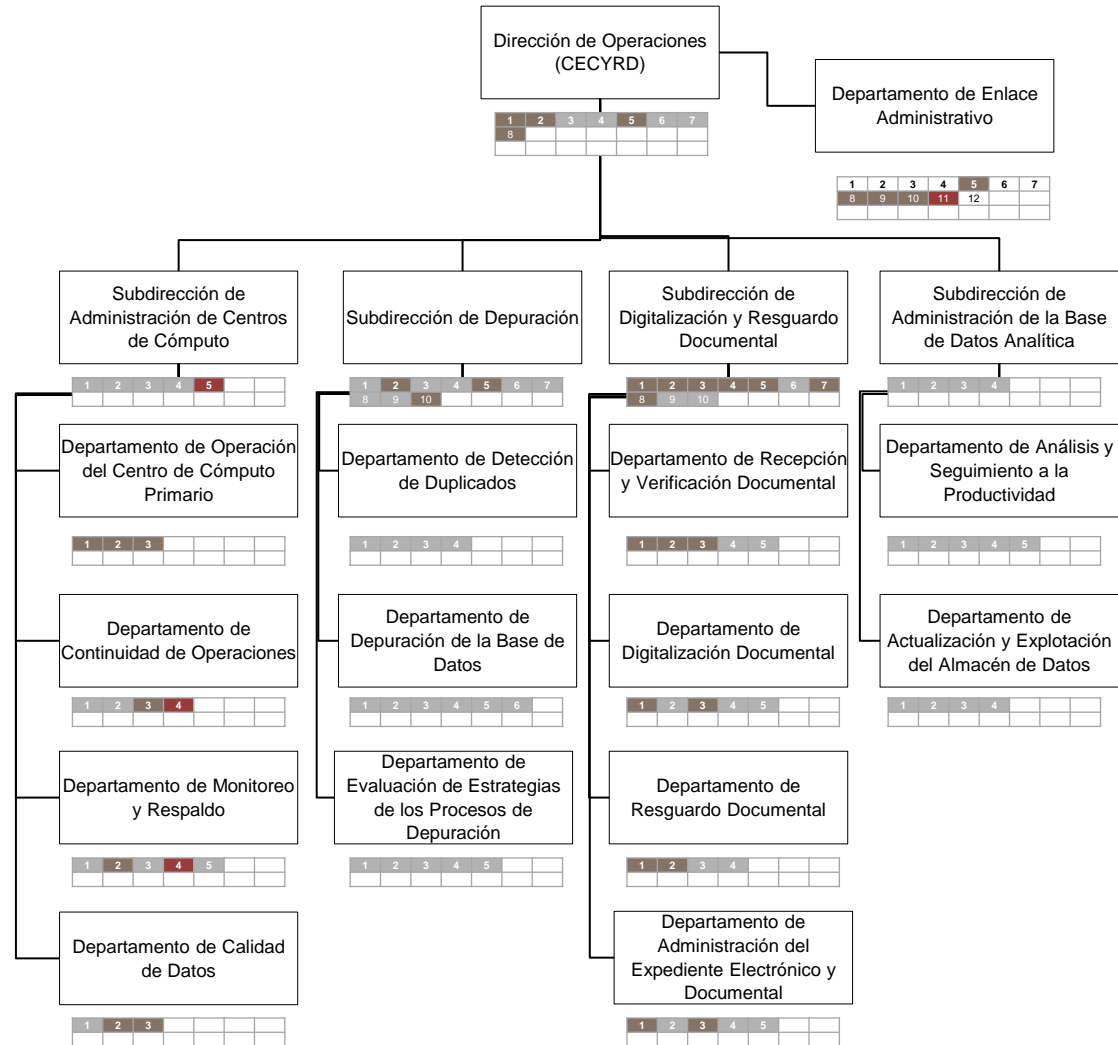 Dirección de Operaciones
(CECYRD)
Departamento de Enlace
Administrativo
1 2 3 4 5 6 7
8
1 2 3 4 5 6 7
8 9 10 11 12
Subdirección de
Administración de Centros
de Cómputo
Subdirección de Depuración
Subdirección de
Digitalización y Resguardo
Documental
Subdirección de
Administración de la Base
de Datos Analítica
1 2 3 4 5
1 2 3 4 5 6 7
8 9 10
1 2 3 4 5 6 7
8 9 10
1 2 3 4
Departamento de Operación
del Centro de Cómputo
Primario
Departamento de Detección
de Duplicados
Departamento de Recepción
y Verificación Documental
Departamento de Análisis y
Seguimiento a la
Productividad
1 2 3
1 2 3 4
1 2 3 4 5
1 2 3 4 5
Departamento de
Continuidad de Operaciones
Departamento de
Depuración de la Base de
Datos
Departamento de
Digitalización Documental
Departamento de
Actualización y Explotación
del Almacén de Datos
1 2 3 4
1 2 3 4 5 6
1 2 3 4 5
1 2 3 4
Departamento de Monitoreo
y Respaldo
Departamento de
Evaluación de Estrategias
de los Procesos de
Depuración
Departamento de
Resguardo Documental
1 2 3 4 5
1 2 3 4 5
1 2 3 4
Departamento de Calidad
de Datos
Departamento de
Administración del
Expediente Electrónico y
Documental
1 2 3
1 2 3 4 5